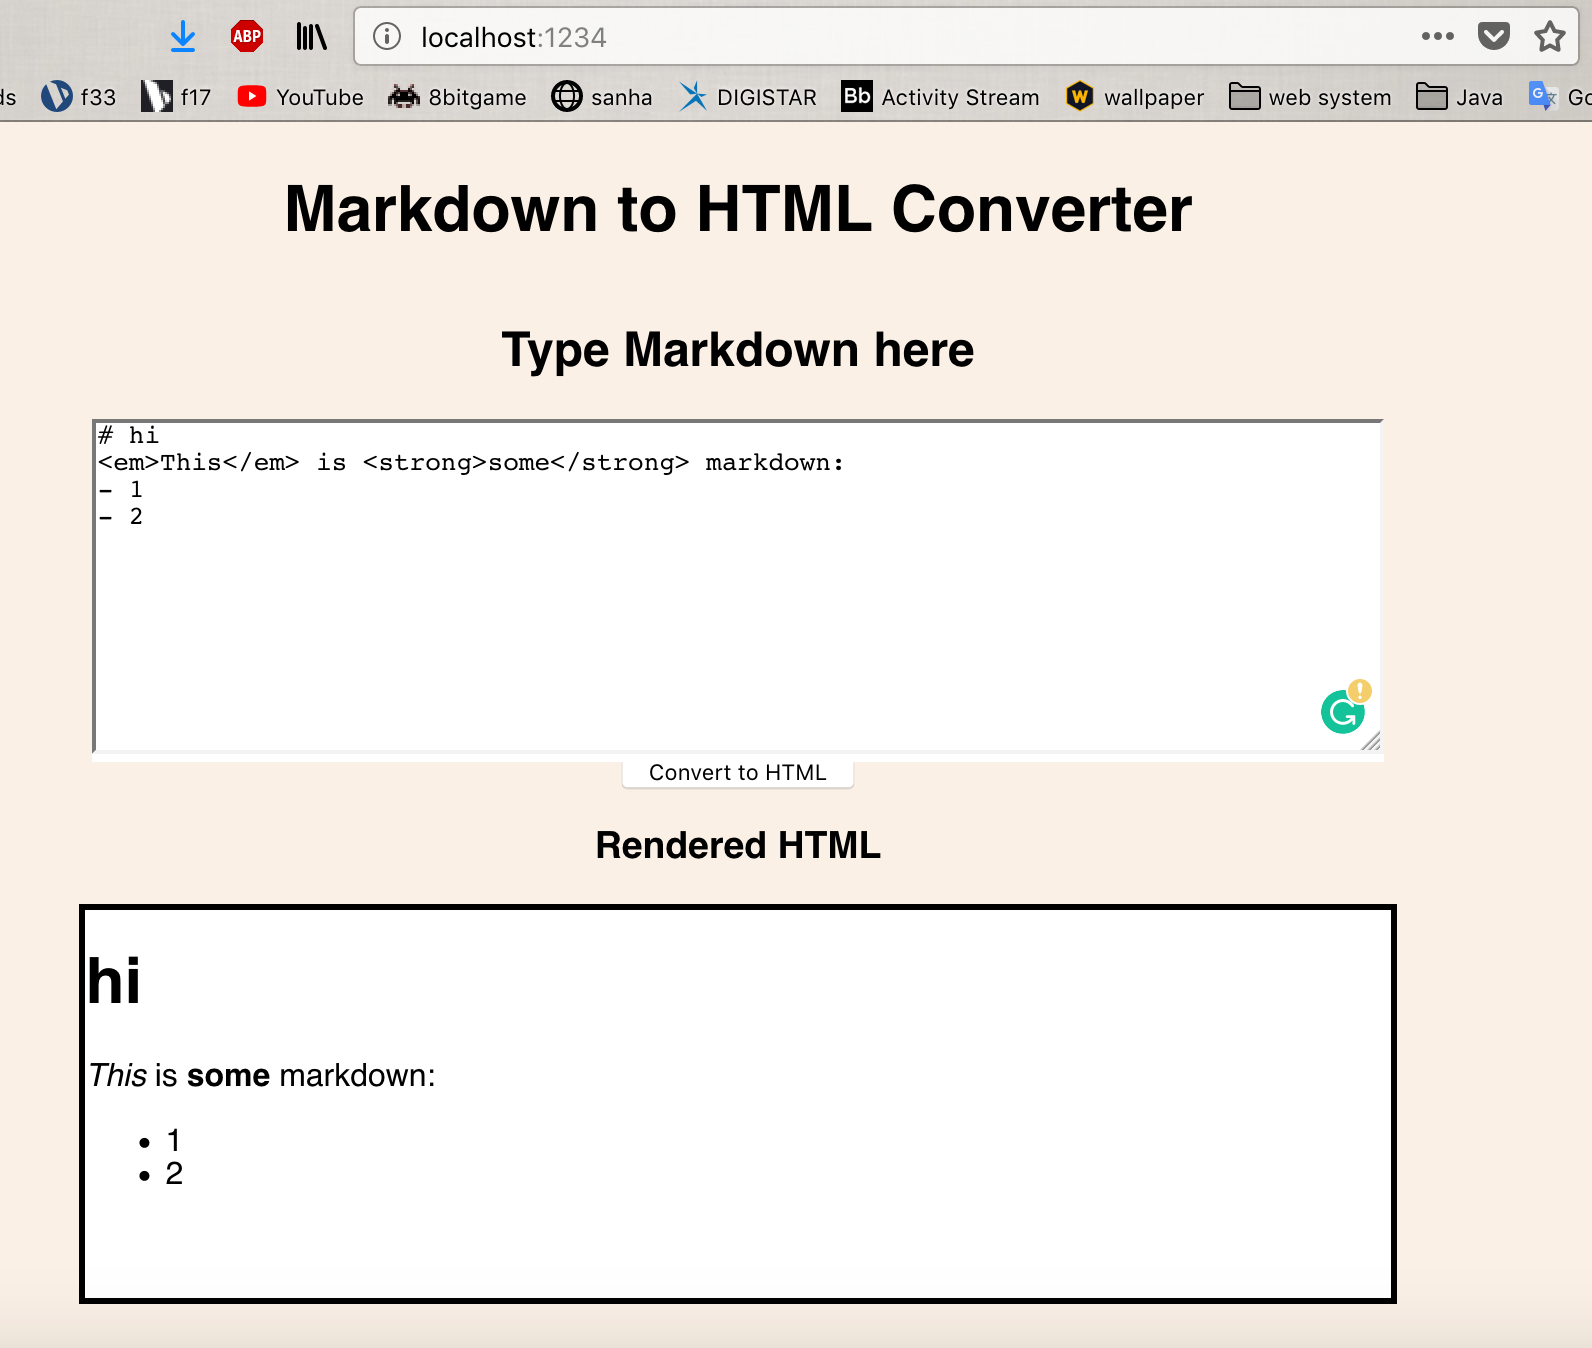 ABP localhost:1234
ds f33 f17 YouTube 8bitgame sanha DIGISTAR Bb Activity Stream W wallpaper web system Java G Go
Markdown to HTML Converter
Type Markdown here
# hi
<em>This</em> is <strong>some</strong> markdown:
- 1
- 2
Convert to HTML
Rendered HTML
hi
This is some markdown:
• 1
• 2